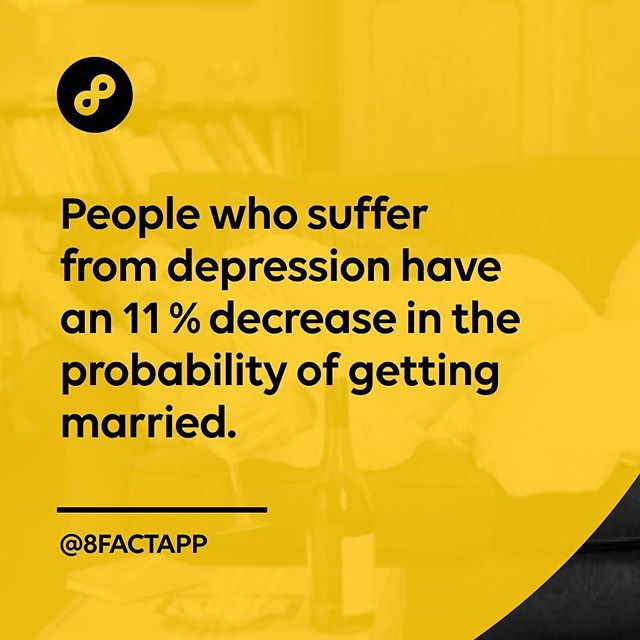 People who suffer
from depression have
an 11 % decrease in the
probability of getting
married.
@8FACTAPP